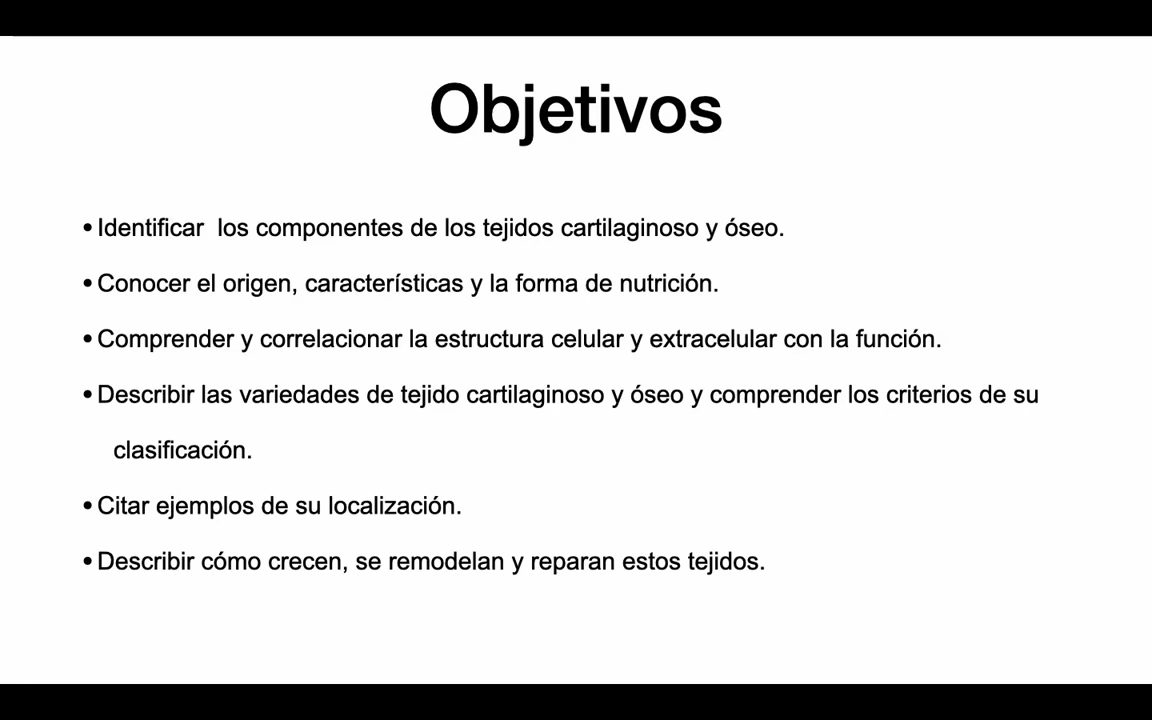 Objetivos
• Identificar  los componentes de los tejidos cartilaginoso y óseo.
• Conocer el origen, características y la forma de nutrición.
• Comprender y correlacionar la estructura celular y extracelular con la función.
• Describir las variedades de tejido cartilaginoso y óseo y comprender los criterios de su
clasificación.
• Citar ejemplos de su localización.
• Describir cómo crecen, se remodelan y reparan estos tejidos.